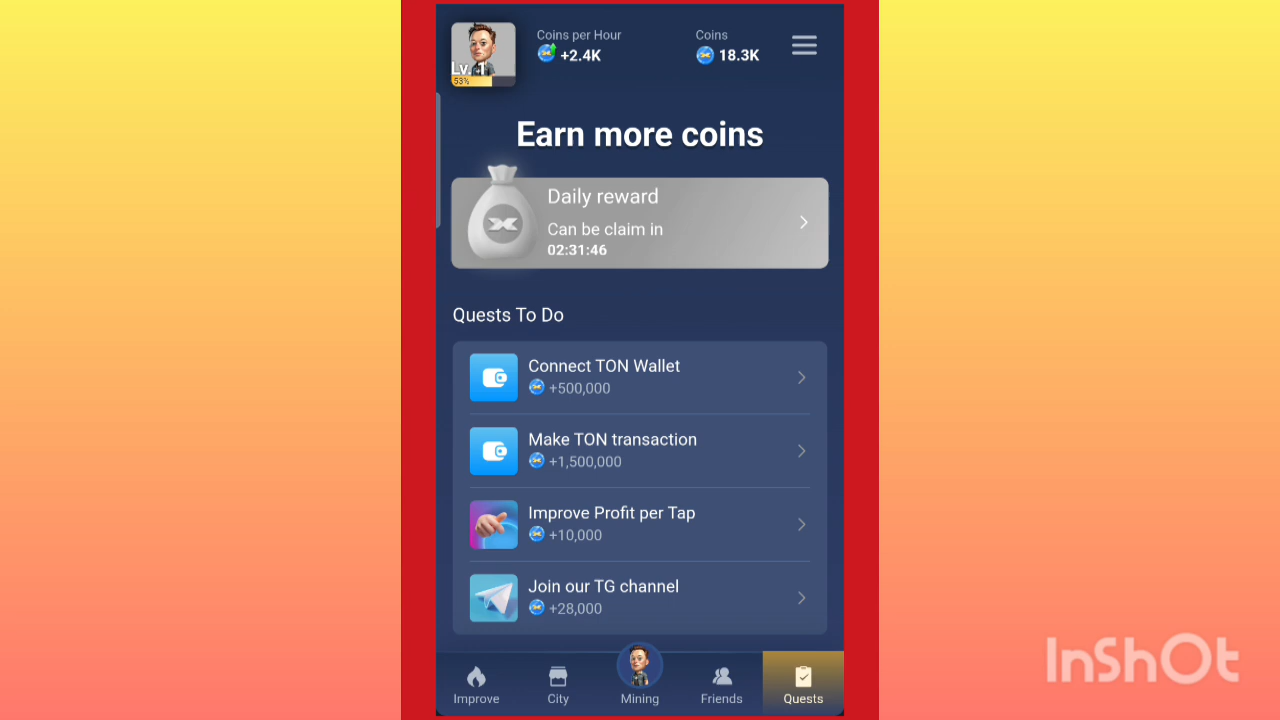 Coins per Hour
+2.4K
Coins
18.3K
Lv. 1
53%
Earn more coins
Daily reward
Can be claim in
02:31:46
Quests To Do
Connect TON Wallet
+500,000
Make TON transaction
+1,500,000
Improve Profit per Tap
+10,000
Join our TG channel
+28,000
Improve
City
Mining
Friends
Quests
InShOt